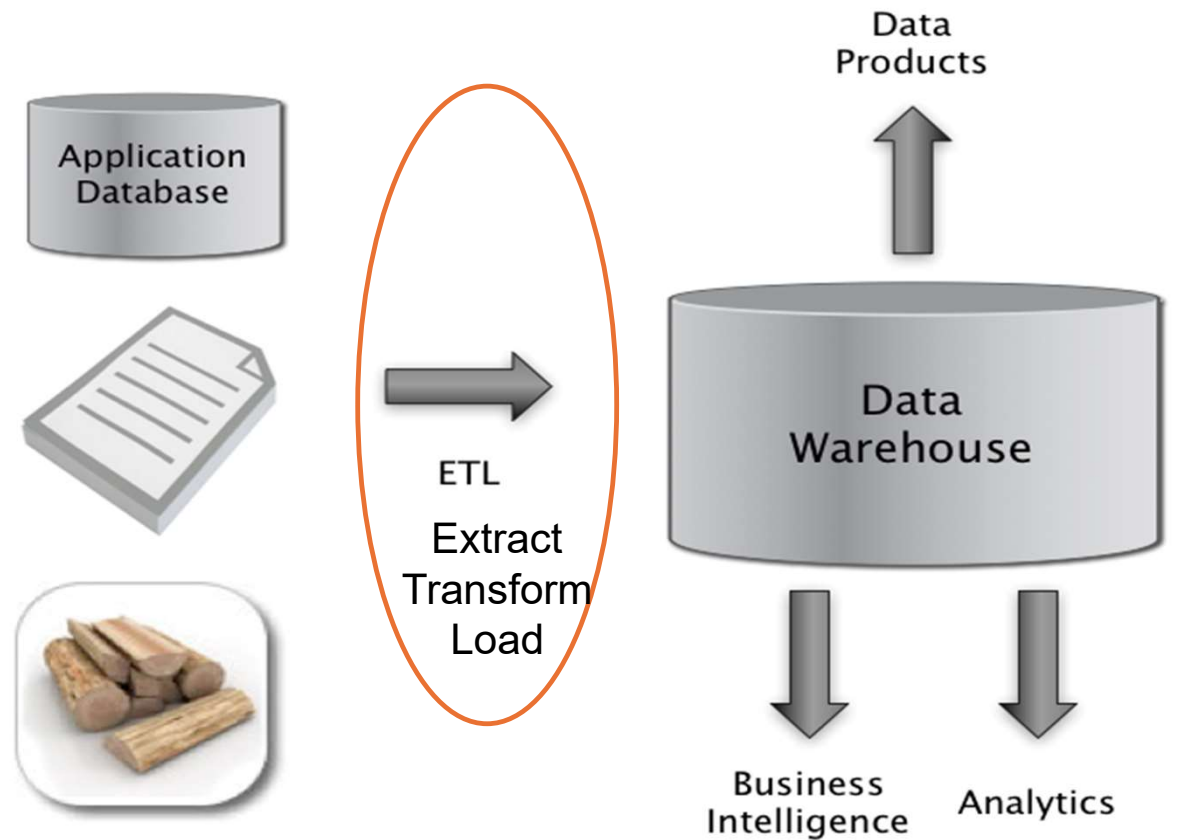 Data
Products
Application
Database
ETL
Extract
Transform
Load
Data
Warehouse
Business
Intelligence
Analytics